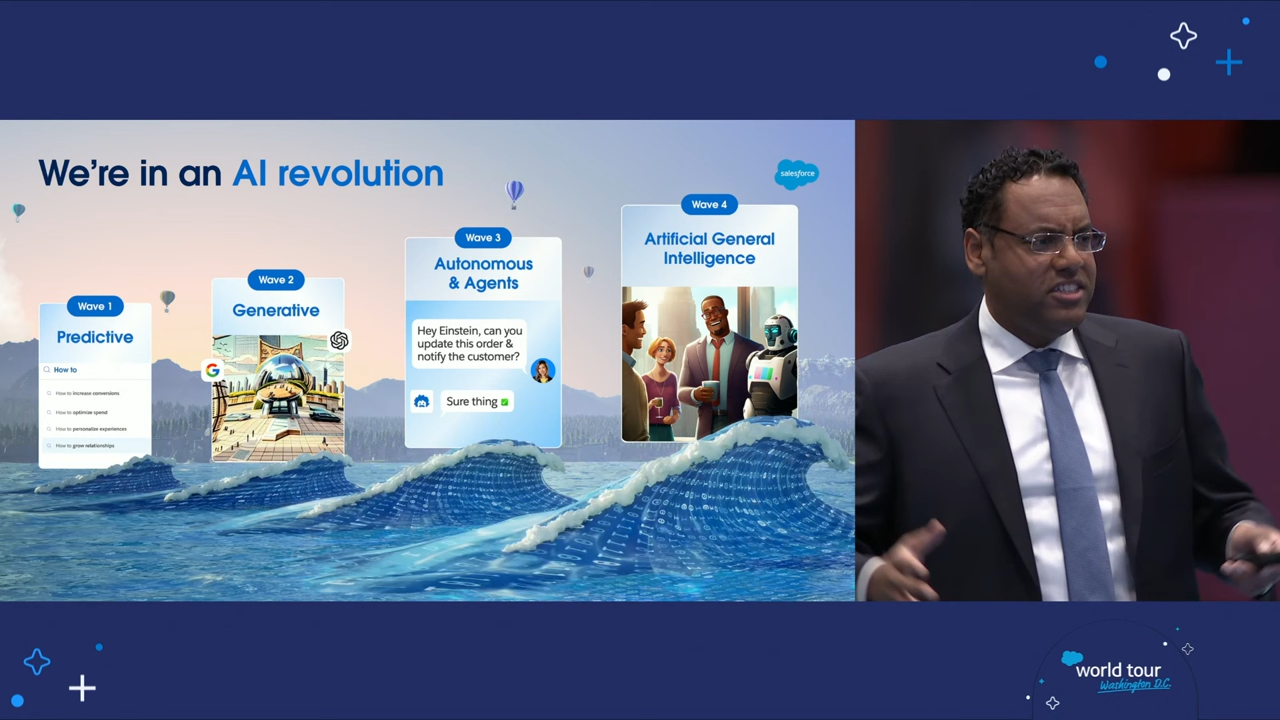 We're in an AI revolution
salesforce
Wave 1
Predictive
How to
How to increase conversions
How to optimize spend
How to personalize experiences
How to grow relationships
Wave 2
Generative
G
Wave 3
Autonomous
& Agents
Hey Einstein, can you
update this order &
notify the customer?
Sure thing ✅
Wave 4
Artificial General
Intelligence
world tour
Washington D.C.